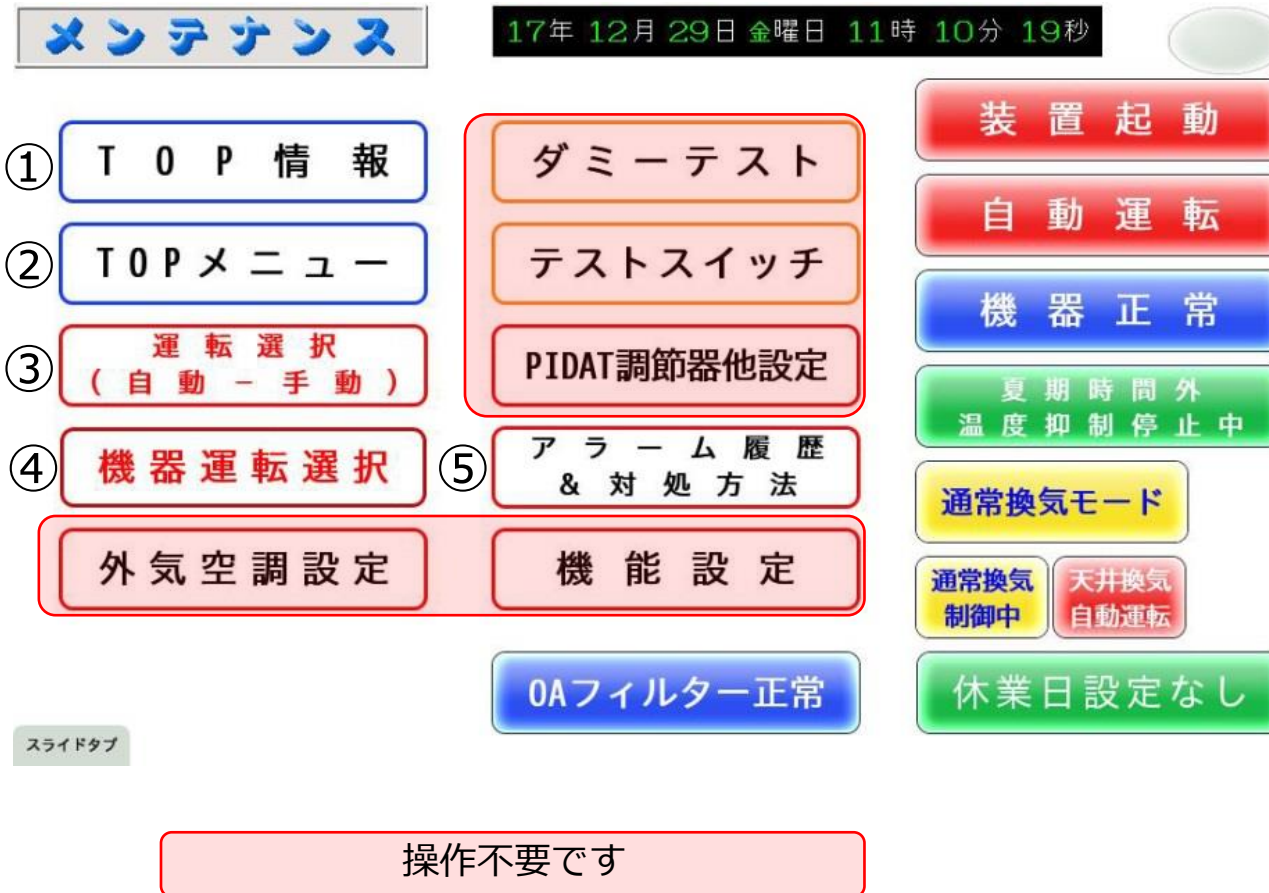 メンテナンス
17年 12月 29日 金曜日 11時 10分 19秒
① TOP情報
② TOPメニュー
③ 運転選択
(自動－手動)
④ 機器運転選択
外気空調設定
ダミーテスト
テストスイッチ
PIDAT調節器他設定
⑤ アラーム履歴
&対処方法
機能設定
OAフィルター正常
装置起動
自動運転
機器正常
夏期時間外
温度抑制停止中
通常換気モード
通常換気
制御中
天井換気
自動運転
休業日設定なし
スライドタブ
操作不要です